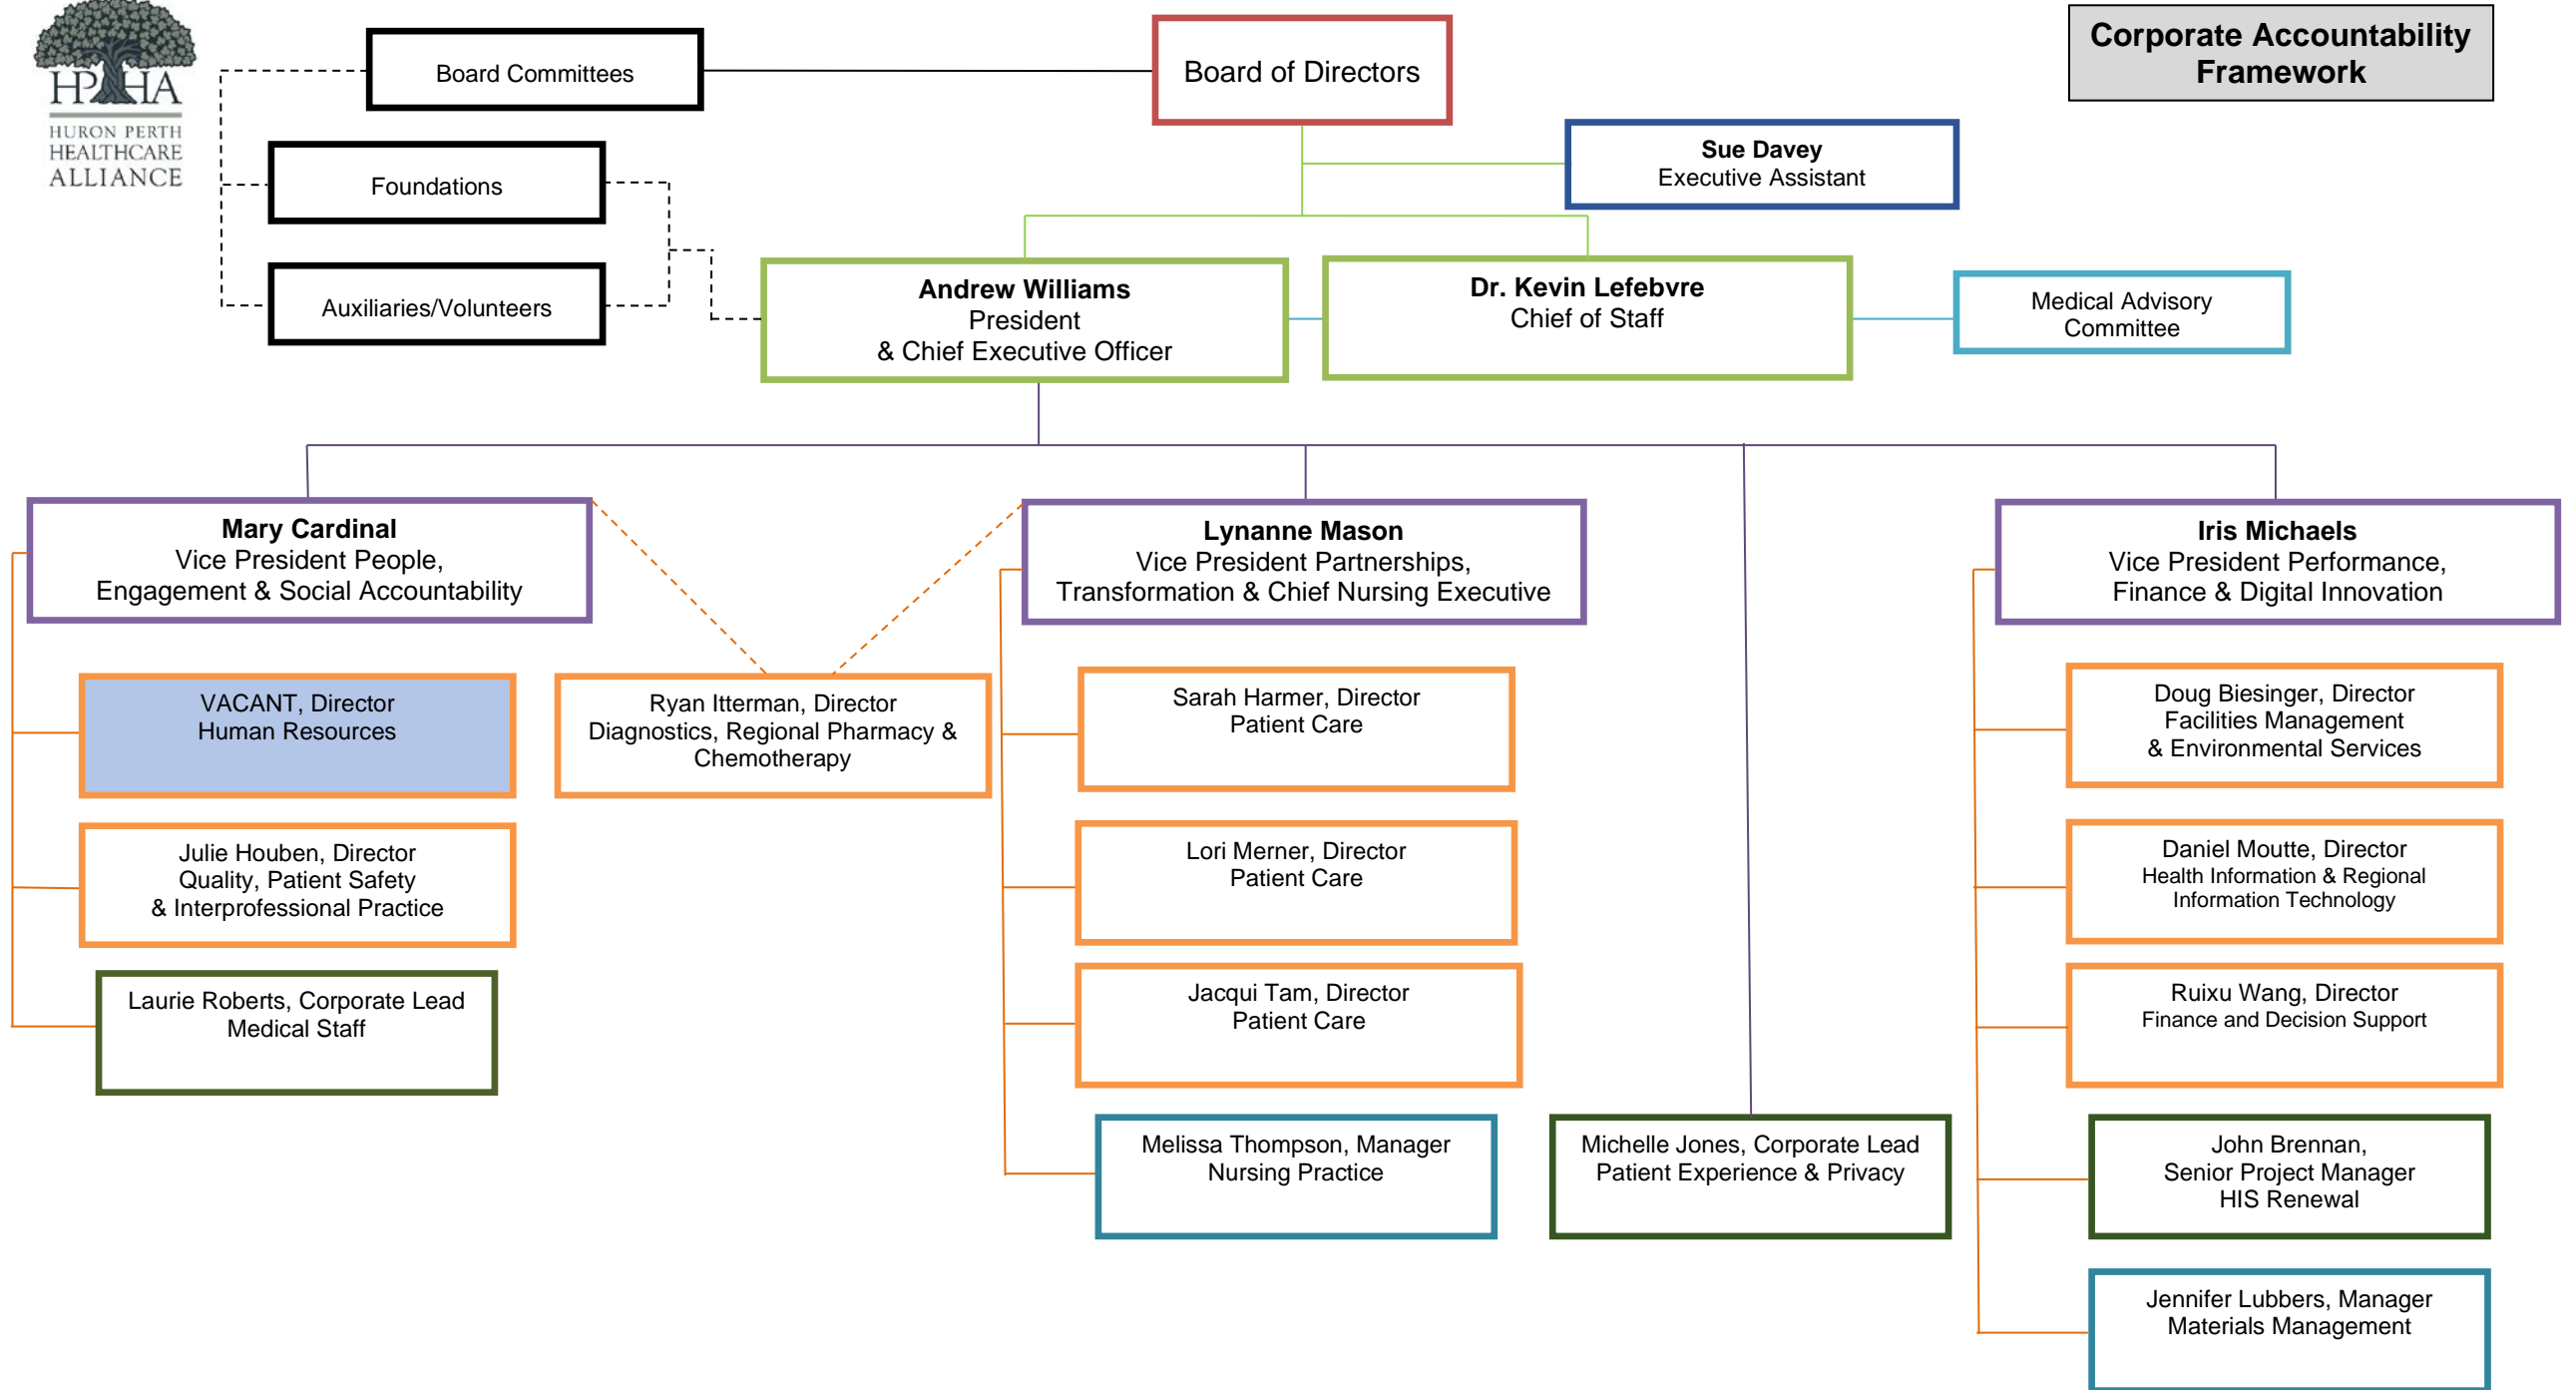 HPHA
HURON PERTH
HEALTHCARE
ALLIANCE
Board Committees
Board of Directors
Corporate Accountability
Framework
Foundations
Sue Davey
Executive Assistant
Auxiliaries/Volunteers
Andrew Williams
President
& Chief Executive Officer
Dr. Kevin Lefebvre
Chief of Staff
Medical Advisory
Committee
Mary Cardinal
Vice President People,
Engagement & Social Accountability
Lynanne Mason
Vice President Partnerships,
Transformation & Chief Nursing Executive
Iris Michaels
Vice President Performance,
Finance & Digital Innovation
VACANT, Director
Human Resources
Ryan Itterman, Director
Diagnostics, Regional Pharmacy &
Chemotherapy
Sarah Harmer, Director
Patient Care
Doug Biesinger, Director
Facilities Management
& Environmental Services
Julie Houben, Director
Quality, Patient Safety
& Interprofessional Practice
Lori Merner, Director
Patient Care
Daniel Moutte, Director
Health Information & Regional
Information Technology
Laurie Roberts, Corporate Lead
Medical Staff
Jacqui Tam, Director
Patient Care
Ruixu Wang, Director
Finance and Decision Support
Melissa Thompson, Manager
Nursing Practice
Michelle Jones, Corporate Lead
Patient Experience & Privacy
John Brennan,
Senior Project Manager
HIS Renewal
Jennifer Lubbers, Manager
Materials Management